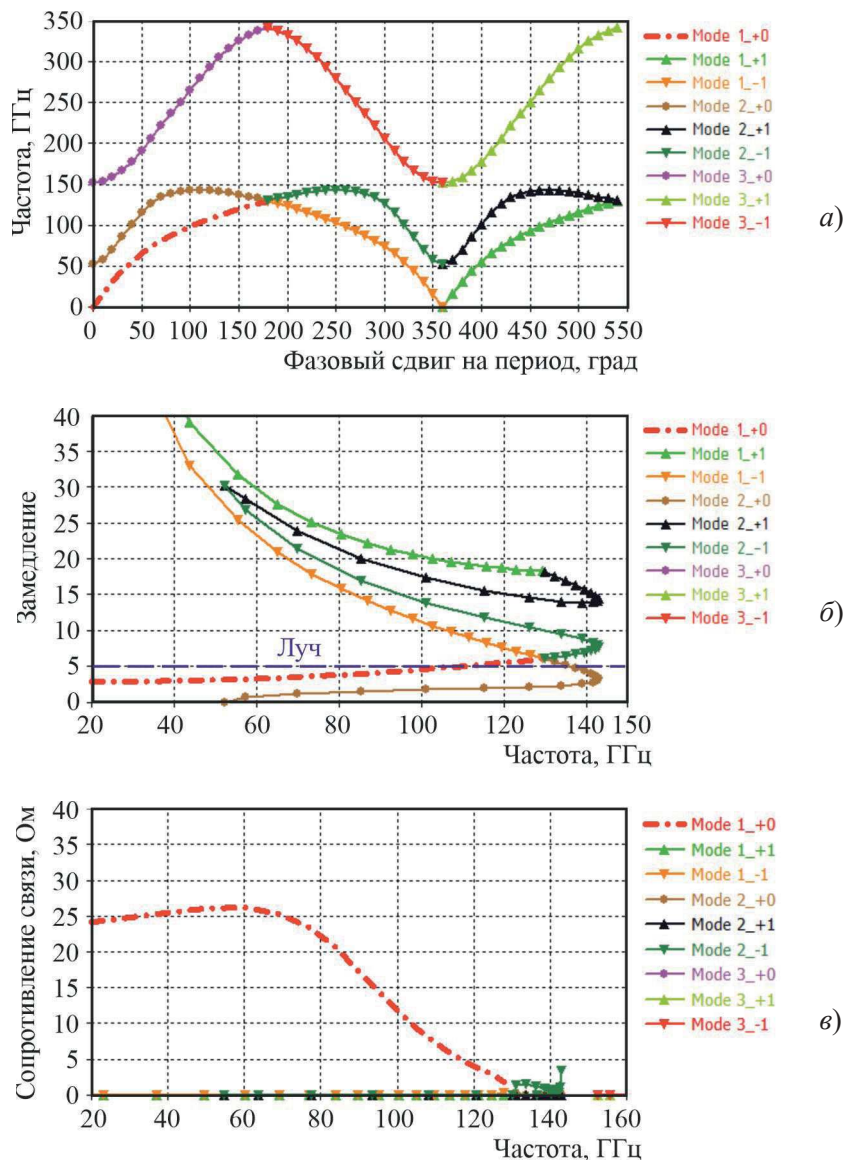 350
300
250
200
150
100
50
0
Частота, ГГц
0 50 100 150 200 250 300 350 400 450 500
Фазовый сдвиг на период, град
Mode 1_+0
Mode 1_+1
Mode 1_-1
Mode 2_+0
Mode 2_+1
Mode 2_-1
Mode 3_+0
Mode 3_+1
Mode 3_-1
а)
40
35
30
25
20
15
10
5
0
Замедление
Луч
20 40 60 80 100 120 140 150
Частота, ГГц
Mode 1_+0
Mode 1_+1
Mode 1_-1
Mode 2_+0
Mode 2_+1
Mode 2_-1
Mode 3_+0
Mode 3_+1
Mode 3_-1
б)
40
35
30
25
20
15
10
5
0
Сопротивление связи, Ом
20 40 60 80 100 120 140 160
Частота, ГГц
Mode 1_+0
Mode 1_+1
Mode 1_-1
Mode 2_+0
Mode 2_+1
Mode 2_-1
Mode 3_+0
Mode 3_+1
Mode 3_-1
в)